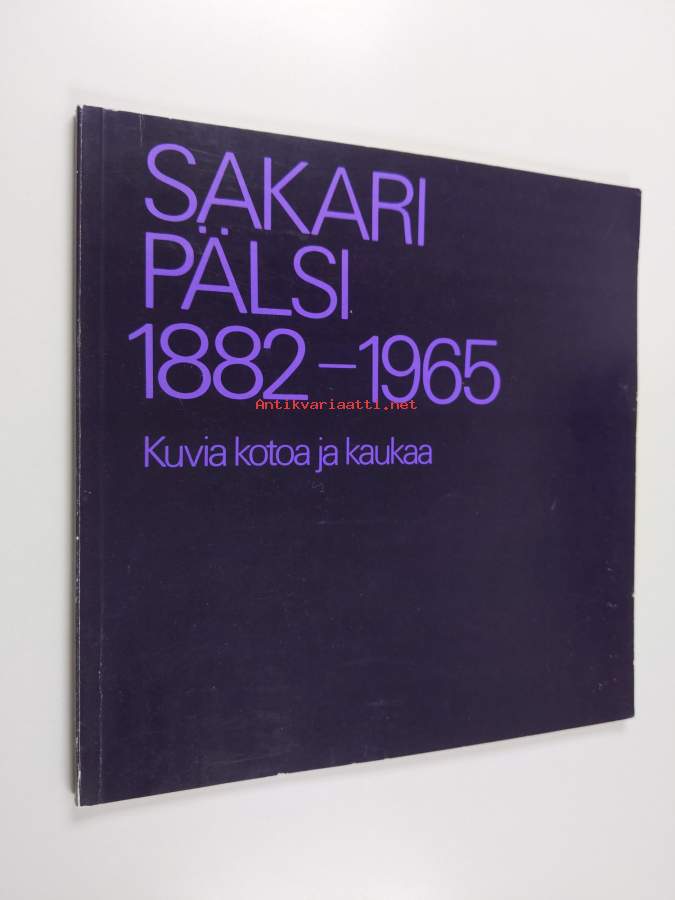 SAKARI
PÄLSI
1882–1965
Antikvariaatti.net
Kuvia kotoa ja kaukaa